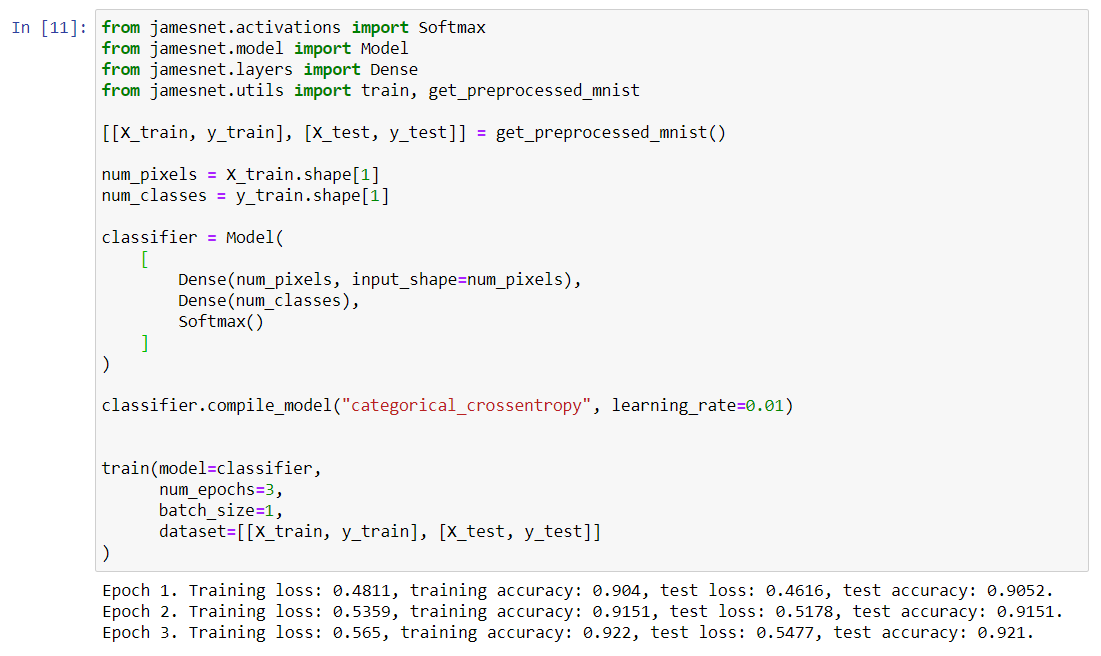 In [11]:
from jamesnet.activations import Softmax
from jamesnet.model import Model
from jamesnet.layers import Dense
from jamesnet.utils import train, get_preprocessed_mnist

[[X_train, y_train], [X_test, y_test]] = get_preprocessed_mnist()

num_pixels = X_train.shape[1]
num_classes = y_train.shape[1]

classifier = Model(
    [
        Dense(num_pixels, input_shape=num_pixels),
        Dense(num_classes),
        Softmax()
    ]
)

classifier.compile_model("categorical_crossentropy", learning_rate=0.01)


train(model=classifier,
      num_epochs=3,
      batch_size=1,
      dataset=[[X_train, y_train], [X_test, y_test]]
)
Epoch 1. Training loss: 0.4811, training accuracy: 0.904, test loss: 0.4616, test accuracy: 0.9052.
Epoch 2. Training loss: 0.5359, training accuracy: 0.9151, test loss: 0.5178, test accuracy: 0.9151.
Epoch 3. Training loss: 0.565, training accuracy: 0.922, test loss: 0.5477, test accuracy: 0.921.